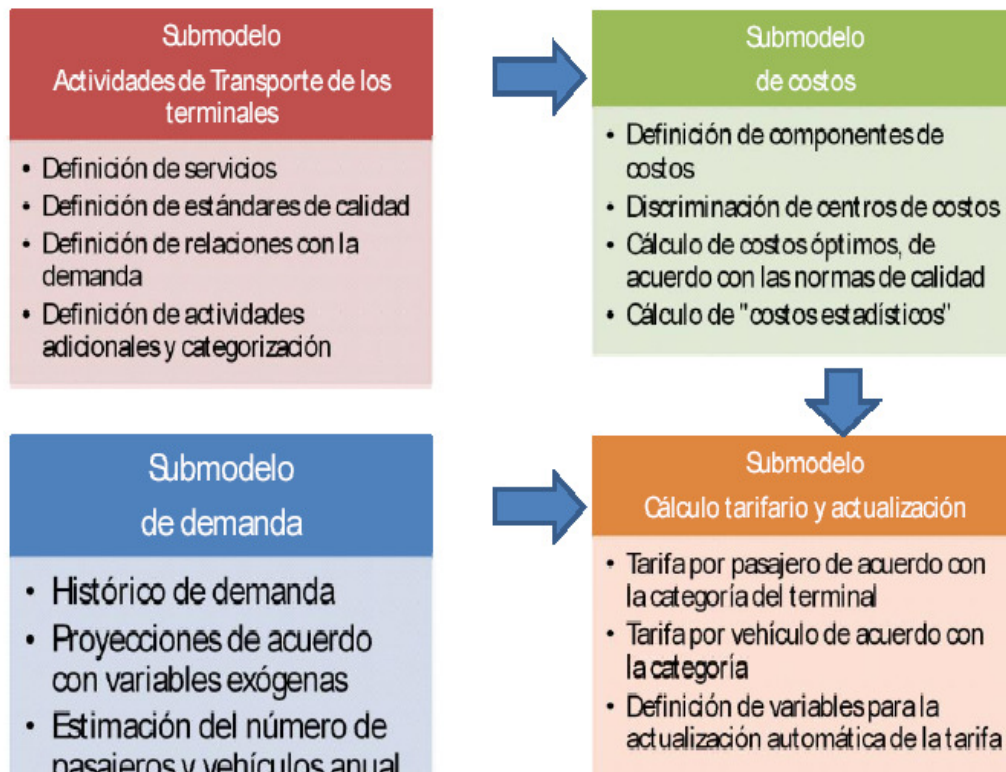 Submodelo
Actividades de Transporte de los
terminales
• Definición de servicios
• Definición de estándares de calidad
• Definición de relaciones con la
demanda
• Definición de actividades
adicionales y categorización
Submodelo
de costos
• Definición de componentes de
costos
• Discriminación de centros de costos
• Cálculo de costos óptimos, de
acuerdo con las normas de calidad
• Cálculo de "costos estadísticos"
Submodelo
de demanda
• Histórico de demanda
• Proyecciones de acuerdo
con variables exógenas
• Estimación del número de
pasajeros y vehículos anual
Submodelo
Cálculo tarifario y actualización
• Tarifa por pasajero de acuerdo con
la categoría del terminal
• Tarifa por vehículo de acuerdo con
la categoría
• Definición de variables para la
actualización automática de la tarifa